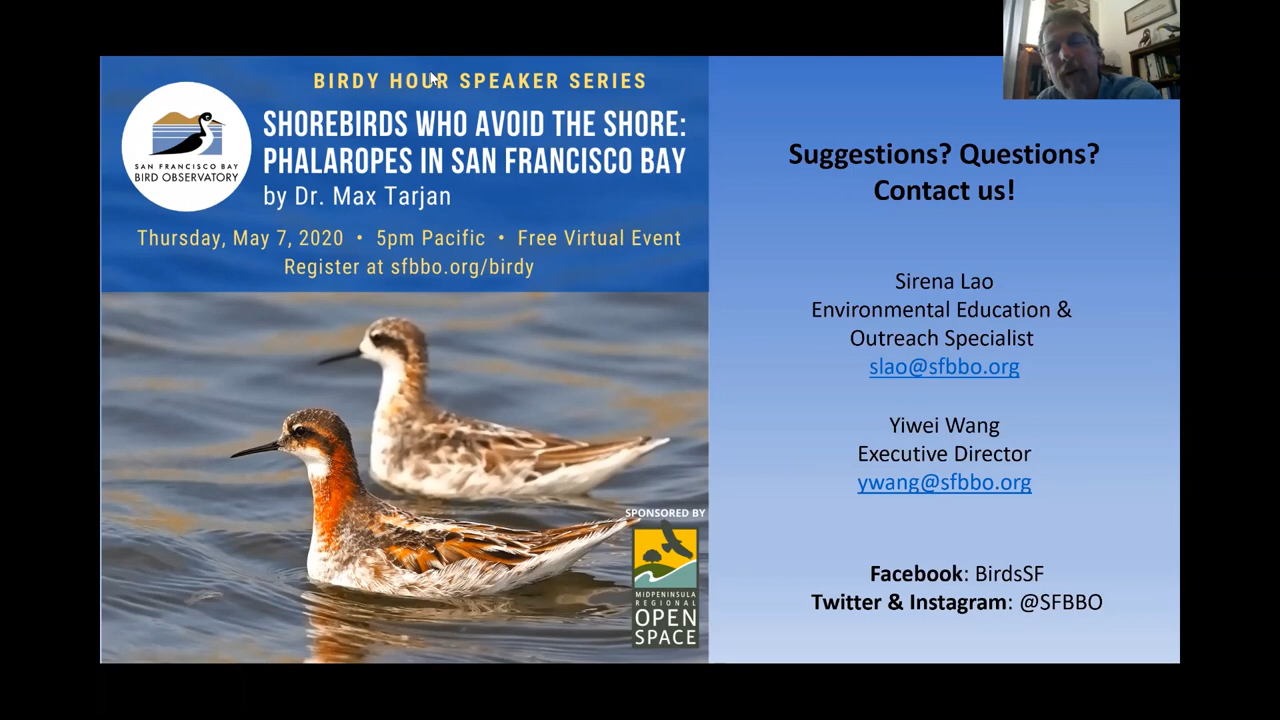 BIRDY HOUR SPEAKER SERIES
SHOREBIRDS WHO AVOID THE SHORE:
PHALAROPES IN SAN FRANCISCO BAY
by Dr. Max Tarjan
SAN FRANCISCO BAY
BIRD OBSERVATORY
Thursday, May 7, 2020 • 5pm Pacific • Free Virtual Event
Register at sfbbo.org/birdy
SPONSORED BY
MIDPENINSULA
REGIONAL
OPEN
SPACE
Suggestions? Questions?
Contact us!
Sirena Lao
Environmental Education &
Outreach Specialist
slao@sfbbo.org
Yiwei Wang
Executive Director
ywang@sfbbo.org
Facebook: BirdsSF
Twitter & Instagram: @SFBBO